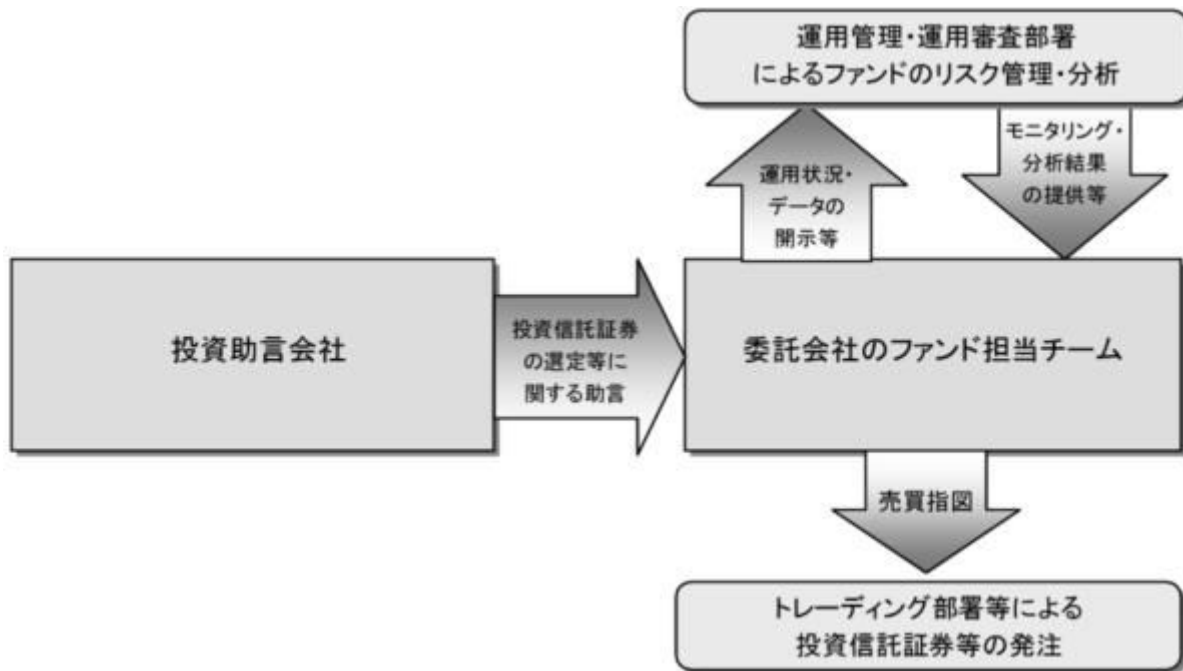 運用管理・運用審査部署
によるファンドのリスク管理・分析
運用状況・
データの
開示等
モニタリング・
分析結果
の提供等
投資助言会社
投資信託証券
の選定等に
関する助言
委託会社のファンド担当チーム
売買指図
トレーディング部署等による
投資信託証券等の発注